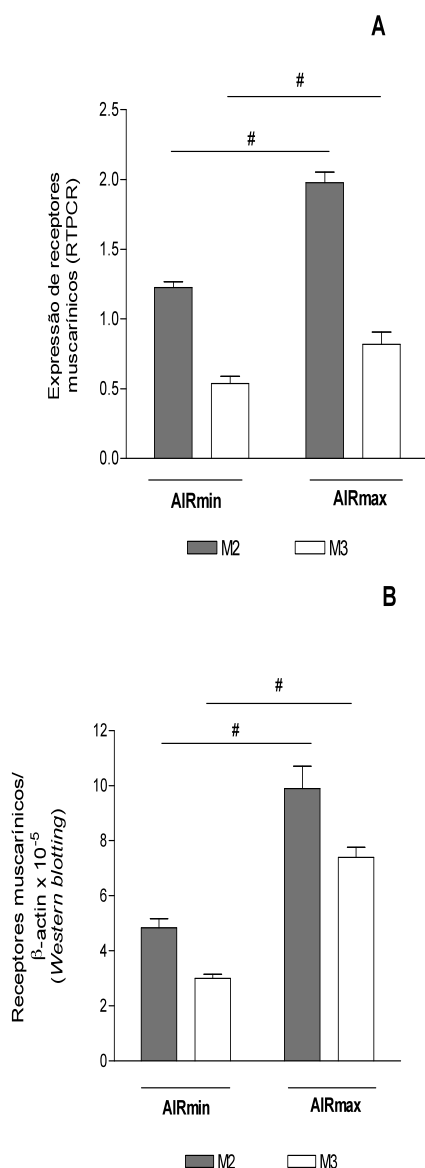 A
#
#
2.5
2.0
1.5
1.0
0.5
0.0
Expressão de receptores
muscarínicos (RTPCR)
AIRmin AIRmax
M2 M3
B
#
#
12
10
8
6
4
2
0
Receptores muscarínicos/
β-actin x 10⁻⁵
(Western blotting)
AIRmin AIRmax
M2 M3